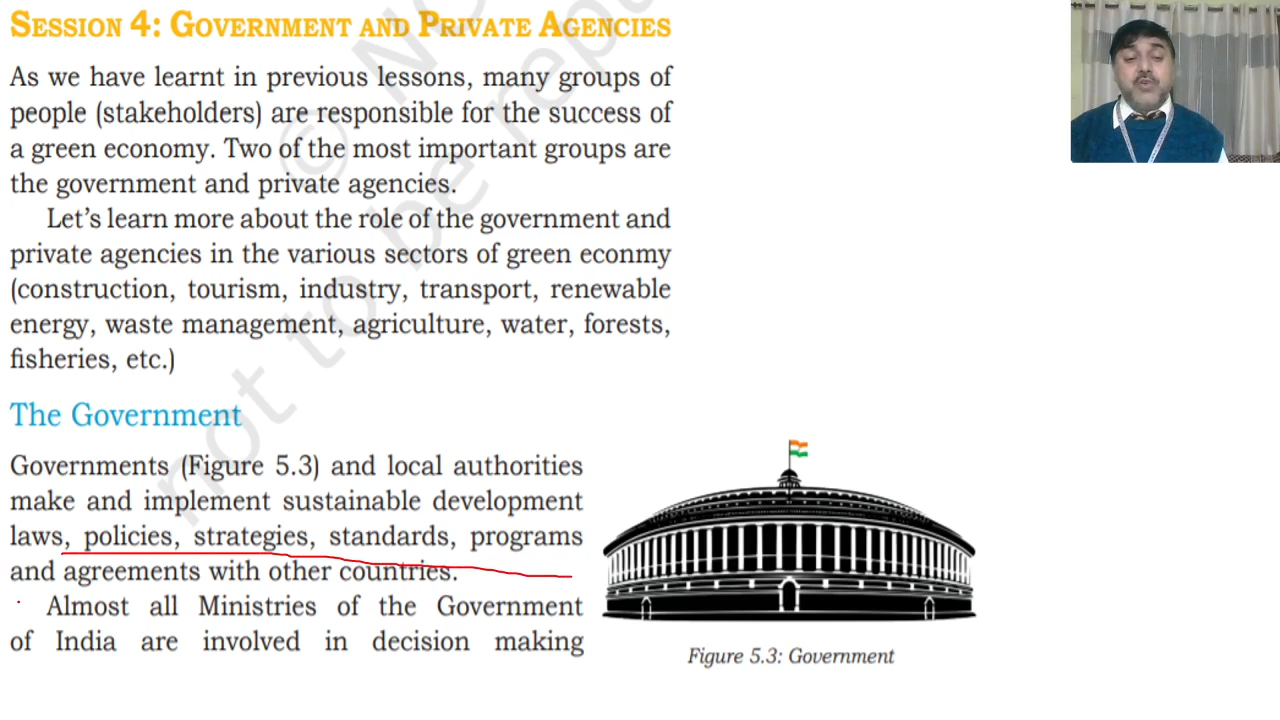 SESSION 4: GOVERNMENT AND PRIVATE AGENCIES
As we have learnt in previous lessons, many groups of
people (stakeholders) are responsible for the success of
a green economy. Two of the most important groups are
the government and private agencies.
Let's learn more about the role of the government and
private agencies in the various sectors of green econmy
(construction, tourism, industry, transport, renewable
energy, waste management, agriculture, water, forests,
fisheries, etc.)
The Government
Governments (Figure 5.3) and local authorities
make and implement sustainable development
laws, policies, strategies, standards, programs
and agreements with other countries.
Almost all Ministries of the Government
of India are involved in decision making
Figure 5.3: Government
not to be repu
© N